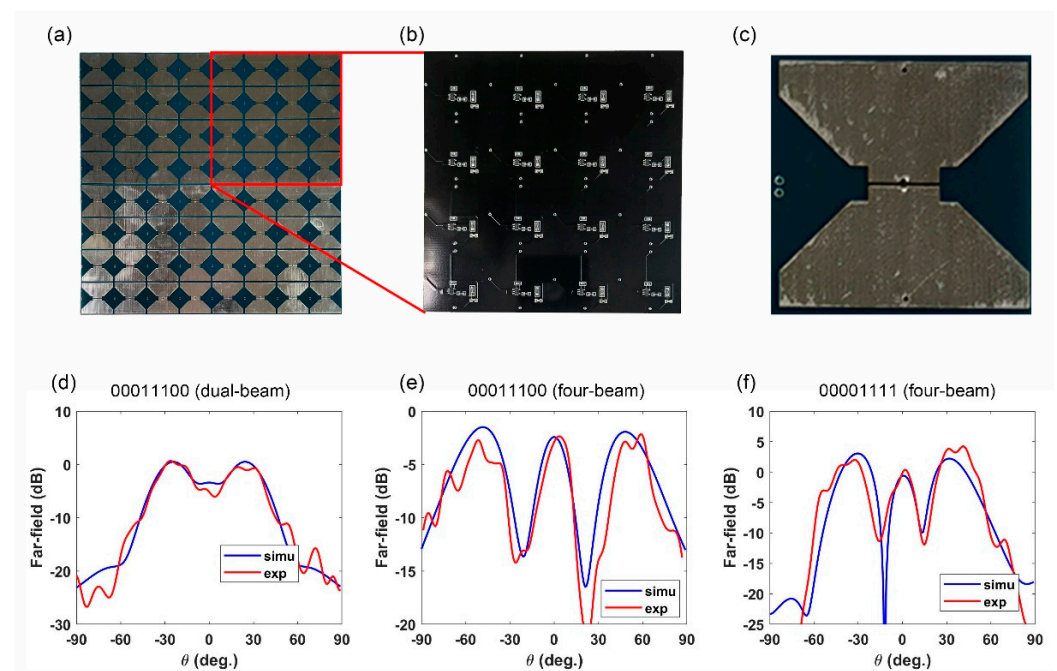 (a)
(b)
(c)
(d)
00011100 (dual-beam)
10
0
-10
-20
-30
Far-field (dB)
simu
exp
-90 -60 -30 0 30 60 90
θ (deg.)
(e)
00011100 (four-beam)
0
-5
-10
-15
-20
Far-field (dB)
simu
exp
-90 -60 -30 0 30 60 90
θ (deg.)
(f)
00001111 (four-beam)
10
5
0
-5
-10
-15
-20
-25
Far-field (dB)
simu
exp
-90 -60 -30 0 30 60 90
θ (deg.)